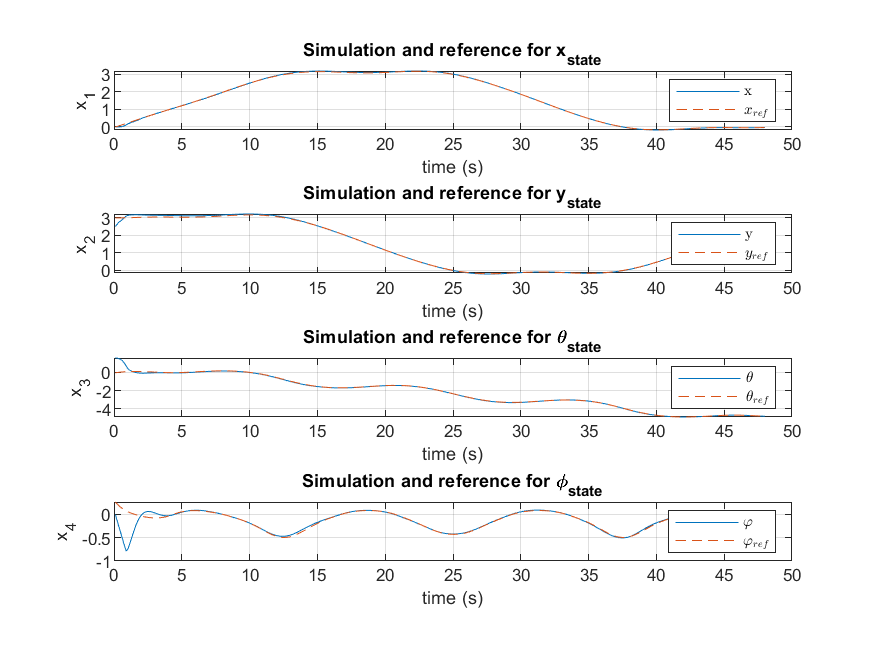 Simulation and reference for x_state
x_1
3
2
1
0
x
x_ref
0 5 10 15 20 25 30 35 40 45 50
time (s)
Simulation and reference for y_state
x_2
3
2
1
0
y
y_ref
0 5 10 15 20 25 30 35 40 45 50
time (s)
Simulation and reference for θ_state
x_3
0
-2
-4
θ
θ_ref
0 5 10 15 20 25 30 35 40 45 50
time (s)
Simulation and reference for ϕ_state
x_4
0
-0.5
-1
φ
φ_ref
0 5 10 15 20 25 30 35 40 45 50
time (s)